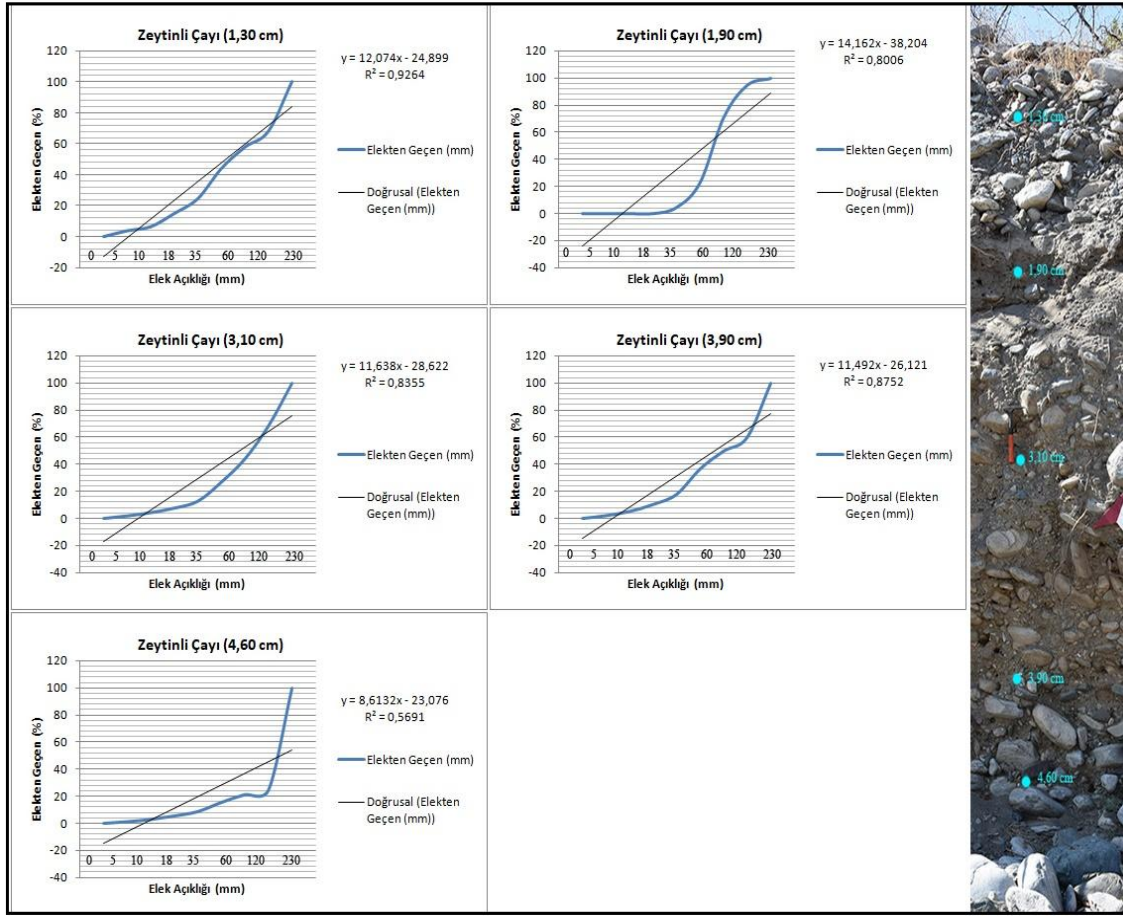 Zeytinli Çayı (1,30 cm)
y = 12,074x - 24,899
R² = 0,9264
120
100
80
60
40
20
0
-20
0 5 10 18 35 60 120 230
Elekten Geçen (%)
Elek Açıklığı (mm)
Elekten Geçen (mm)
Doğrusal (Elekten
Geçen (mm))
Zeytinli Çayı (1,90 cm)
y = 14,162x - 38,204
R² = 0,8006
120
100
80
60
40
20
0
-20
-40
0 5 10 18 35 60 120 230
Elekten Geçen (%)
Elek Açıklığı (mm)
Elekten Geçen (mm)
Doğrusal (Elekten
Geçen (mm))
Zeytinli Çayı (3,10 cm)
y = 11,638x - 28,622
R² = 0,8355
120
100
80
60
40
20
0
-20
-40
0 5 10 18 35 60 120 230
Elekten Geçen (%)
Elek Açıklığı (mm)
Elekten Geçen (mm)
Doğrusal (Elekten
Geçen (mm))
Zeytinli Çayı (3,90 cm)
y = 11,492x - 26,121
R² = 0,8752
120
100
80
60
40
20
0
-20
-40
0 5 10 18 35 60 120 230
Elekten Geçen (%)
Elek Açıklığı (mm)
Elekten Geçen (mm)
Doğrusal (Elekten
Geçen (mm))
Zeytinli Çayı (4,60 cm)
y = 8,6132x - 23,076
R² = 0,5691
120
100
80
60
40
20
0
-20
-40
0 5 10 18 35 60 120 230
Elekten Geçen (%)
Elek Açıklığı (mm)
Elekten Geçen (mm)
Doğrusal (Elekten
Geçen (mm))
1,30 cm
1,90 cm
3,10 cm
3,90 cm
4,60 cm